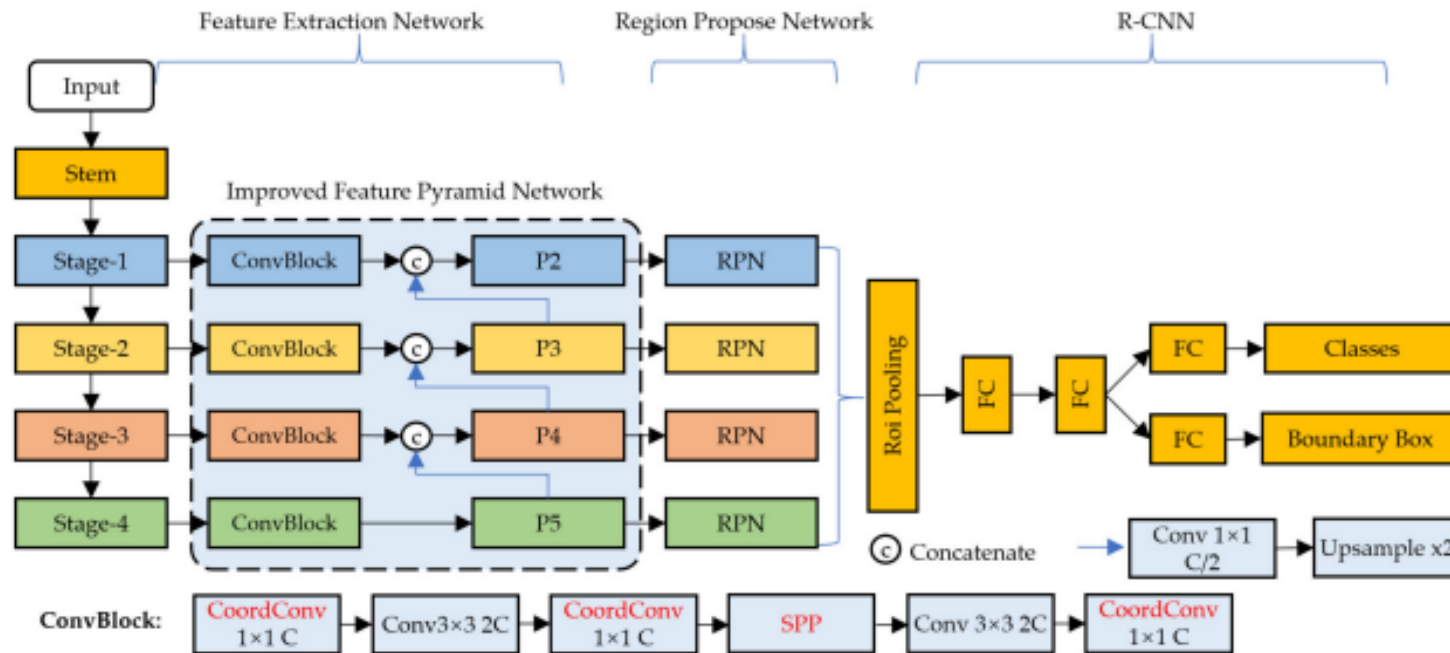 Feature Extraction Network
Region Propose Network
R-CNN
Input
Stem
Improved Feature Pyramid Network
Stage-1
ConvBlock
c
P2
RPN
Stage-2
ConvBlock
c
P3
RPN
Stage-3
ConvBlock
c
P4
RPN
Stage-4
ConvBlock
P5
RPN
Roi Pooling
FC
FC
FC
Classes
FC
Boundary Box
c Concatenate
Conv 1×1
C/2
Upsample x2
ConvBlock:
CoordConv
1×1 C
Conv3×3 2C
CoordConv
1×1 C
SPP
Conv 3×3 2C
CoordConv
1×1 C